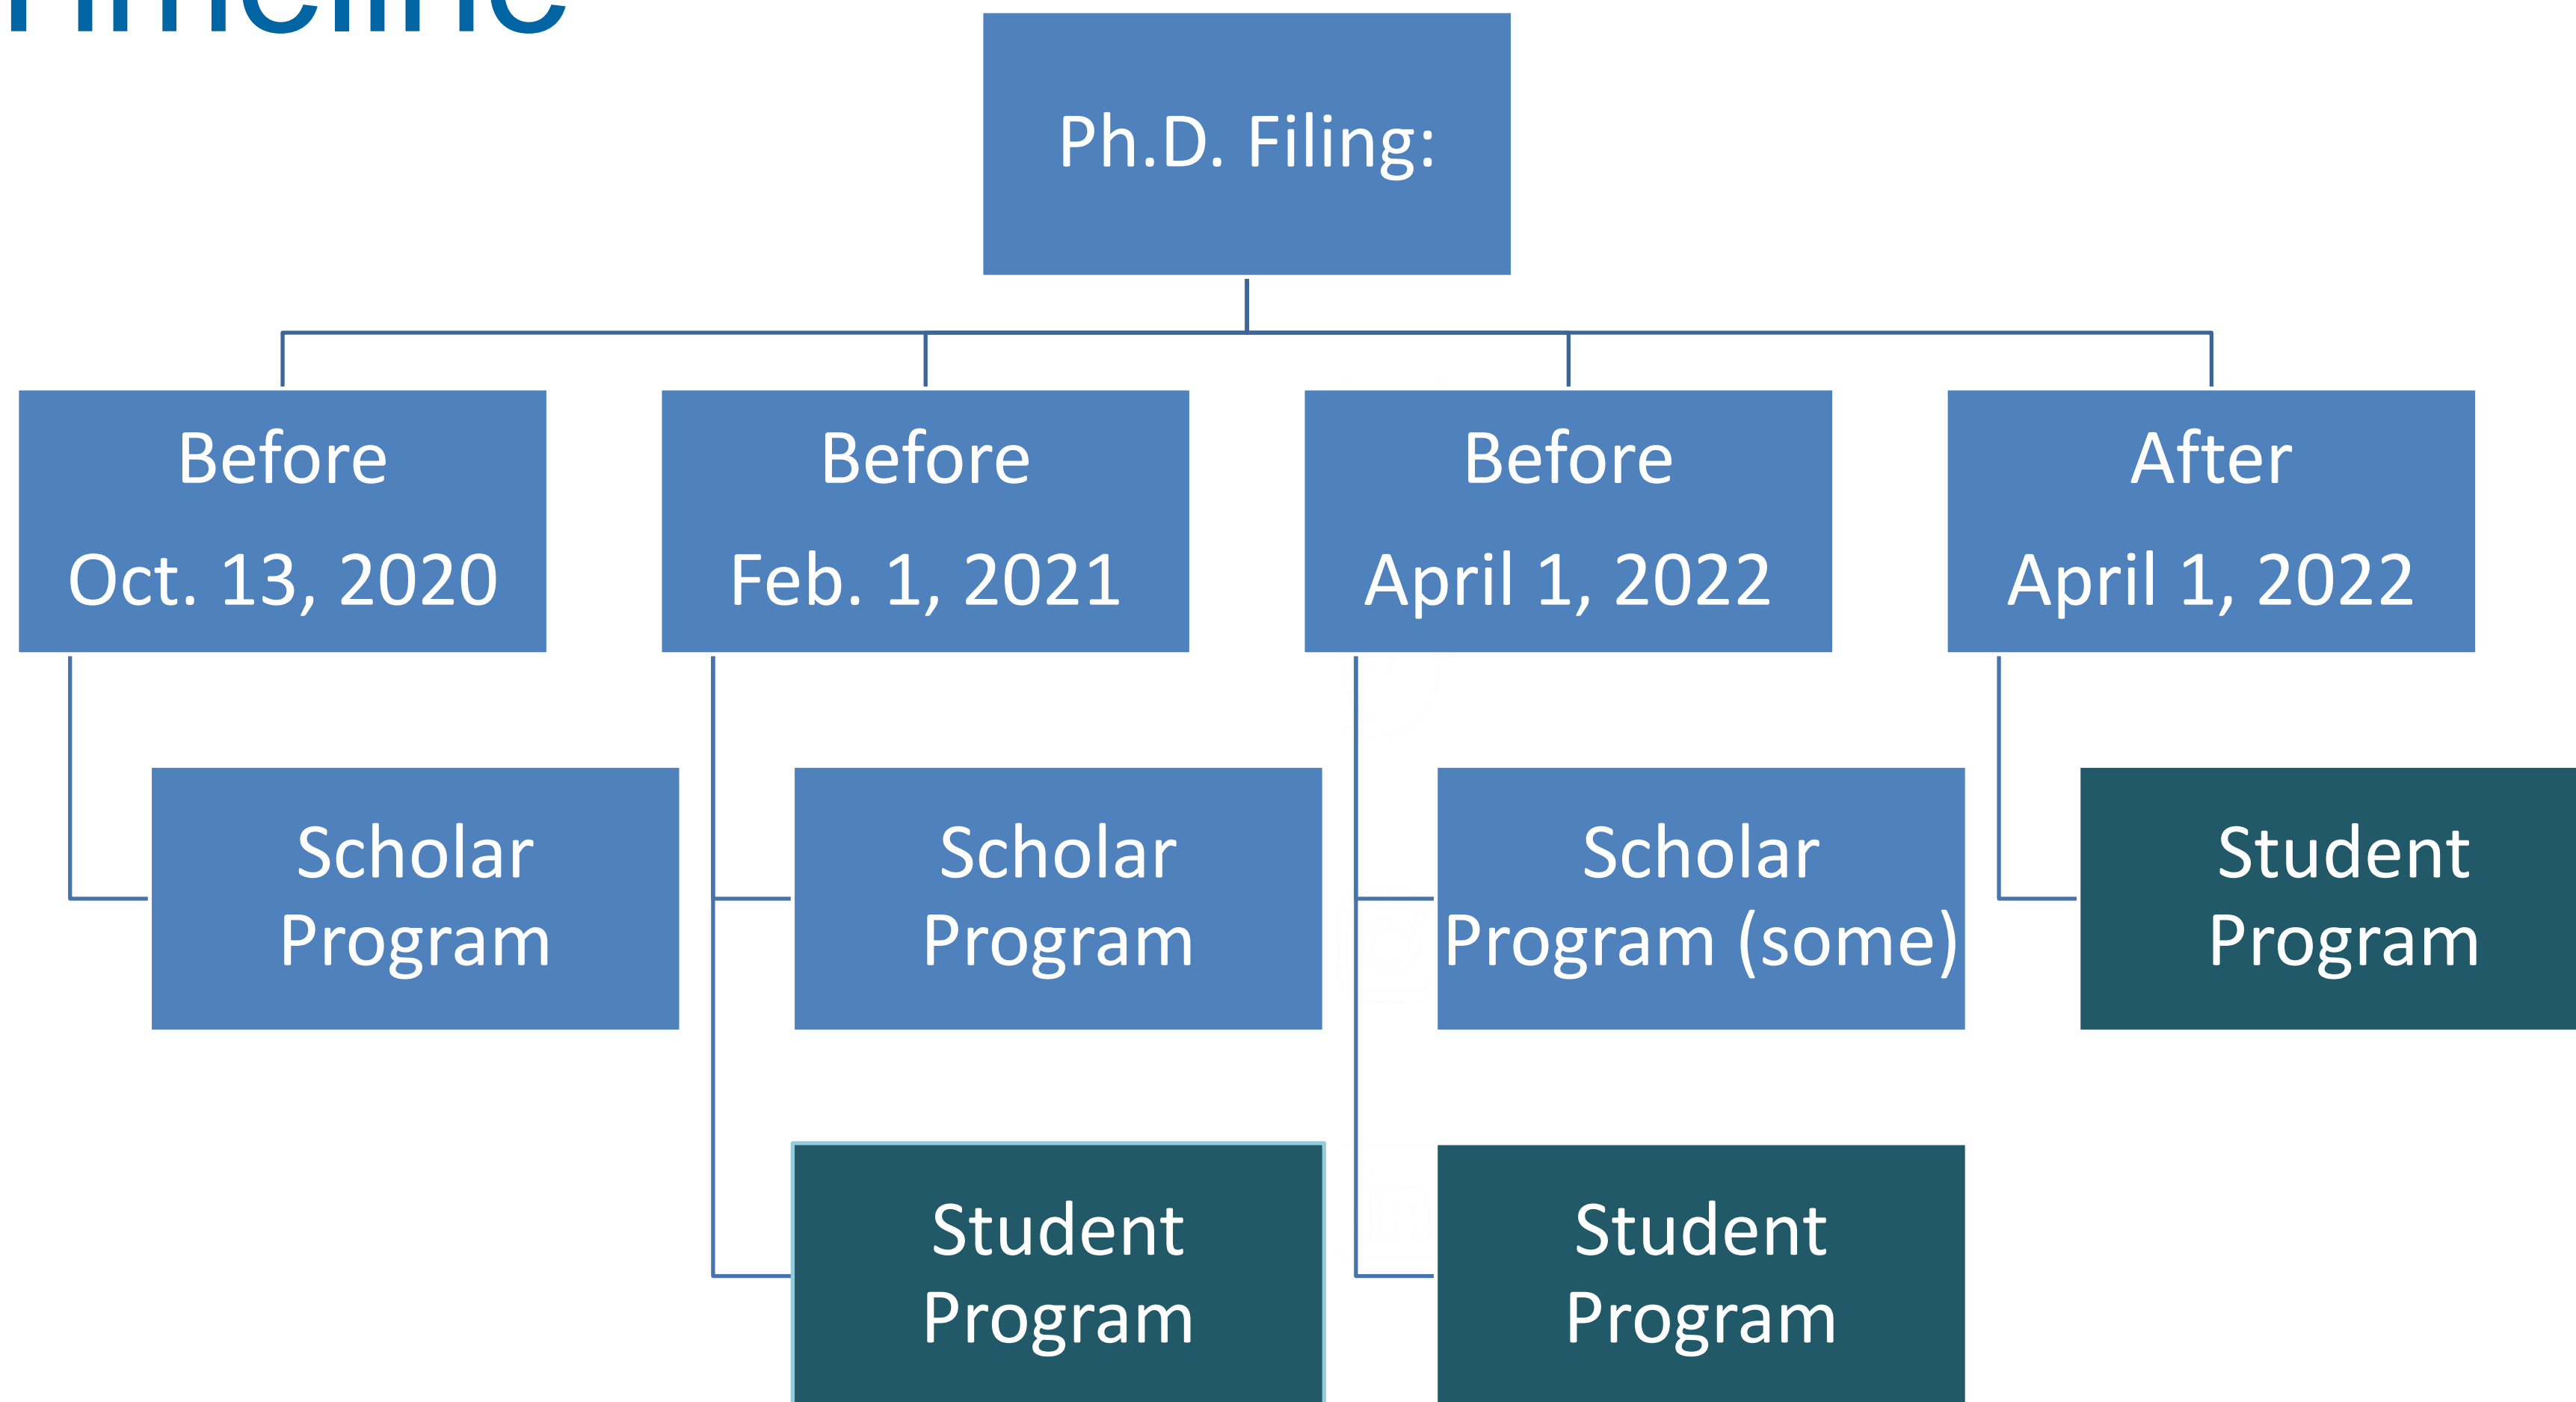 Timeline
Ph.D. Filing:
Before
Oct. 13, 2020
Before
Feb. 1, 2021
Before
April 1, 2022
After
April 1, 2022
Scholar
Program
Scholar
Program
Scholar
Program (some)
Student
Program
Student
Program
Student
Program